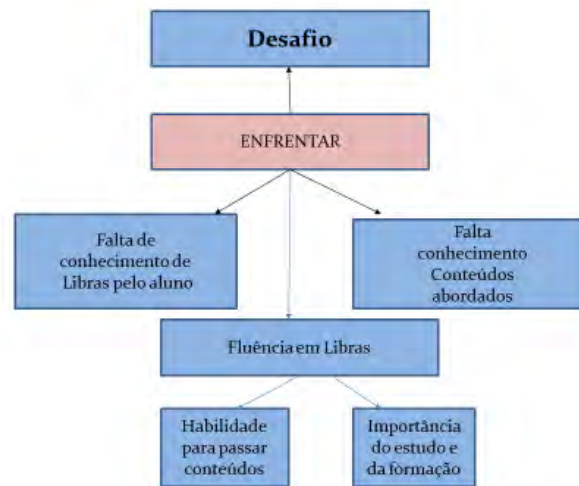 Desafio
ENFRENTAR
Falta de
conhecimento de
Libras pelo aluno
Falta
conhecimento
Conteúdos
abordados
Fluência em Libras
Habilidade
para passar
conteúdos
Importância
do estudo e
da formação